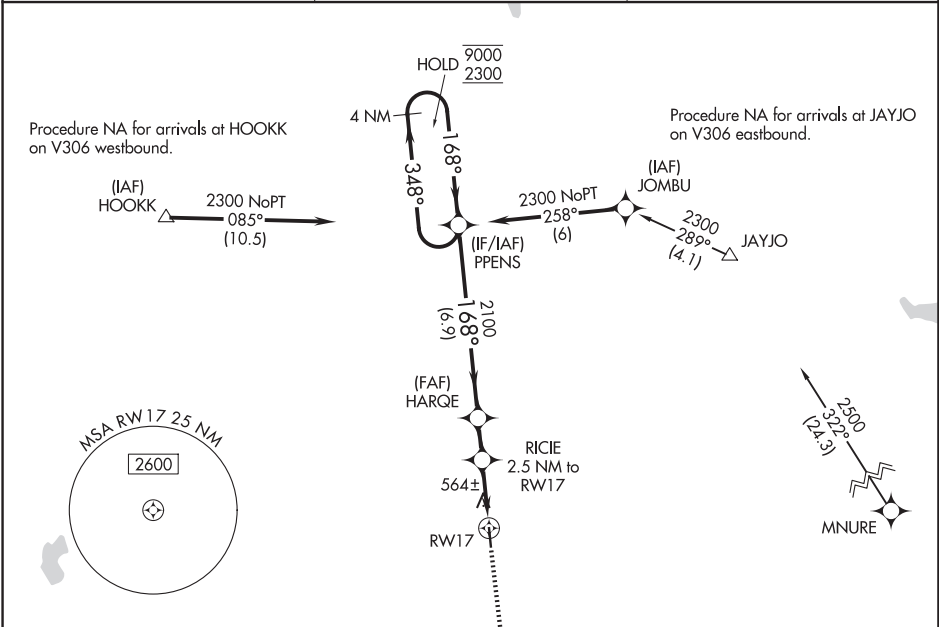 HOLD 9000
2300
4 NM
168°
348°
Procedure NA for arrivals at HOOKK
on V306 westbound.
Procedure NA for arrivals at JAYJO
on V306 eastbound.
(IAF)
HOOKK
2300 NoPT
085°
(10.5)
(IAF)
JOMBU
2300 NoPT
258°
(6)
2300
289°
(4.1)
JAYJO
(IF/IAF)
PPENS
2100
168°
(6.9)
(FAF)
HARQE
RICIE
2.5 NM to
RW17
564±
RW17
MSA RW17 25 NM
2600
2500
322°
(24.3)
MNURE